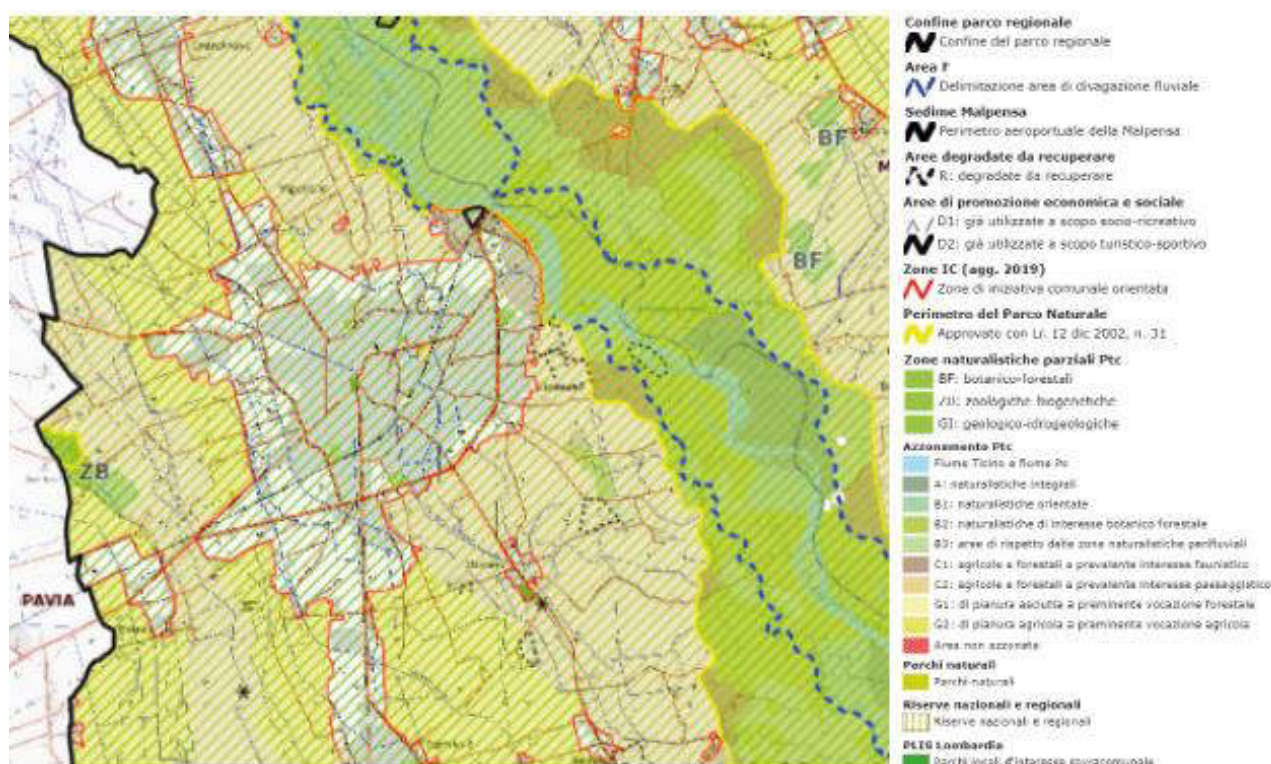 BF
BF
ZB
PAVIA
Confine parco regionale
Confine del parco regionale
Area F
Delimitazione area di divagazione fluviale
Sedime Malpensa
Perimetro aeroportuale della Malpensa
Aree degradate da recuperare
R: degradate da recuperare
Aree di promozione economica e sociale
D1: già utilizzate a scopo socio-ricreativo
D2: già utilizzate a scopo turistico-sportivo
Zone IC (agg. 2019)
Zone di iniziativa comunale orientata
Perimetro del Parco Naturale
Approvato con Lr. 12 dic 2002, n. 31
Zone naturalistiche parziali Ptc
BF: botanico-forestali
ZB: zoologiche-biogenetiche
GI: geologico-idrogeologiche
Azzonamento Ptc
Fiume Ticino e fiume Po
A: naturalistiche integrali
B1: naturalistiche orientate
B2: naturalistiche di interesse botanico forestale
B3: aree di rispetto delle zone naturalistiche perifluviali
C1: agricole e forestali a prevalente interesse faunistico
C2: agricole e forestali a prevalente interesse paesaggistico
G1: di pianura asciutta a preminente vocazione forestale
G2: di pianura agricola a preminente vocazione agricola
Area non azzonata
Parchi naturali
Parchi naturali
Riserve nazionali e regionali
Riserve nazionali e regionali
PLIS Lombardia
Parchi locali d'interesse sovracomunale